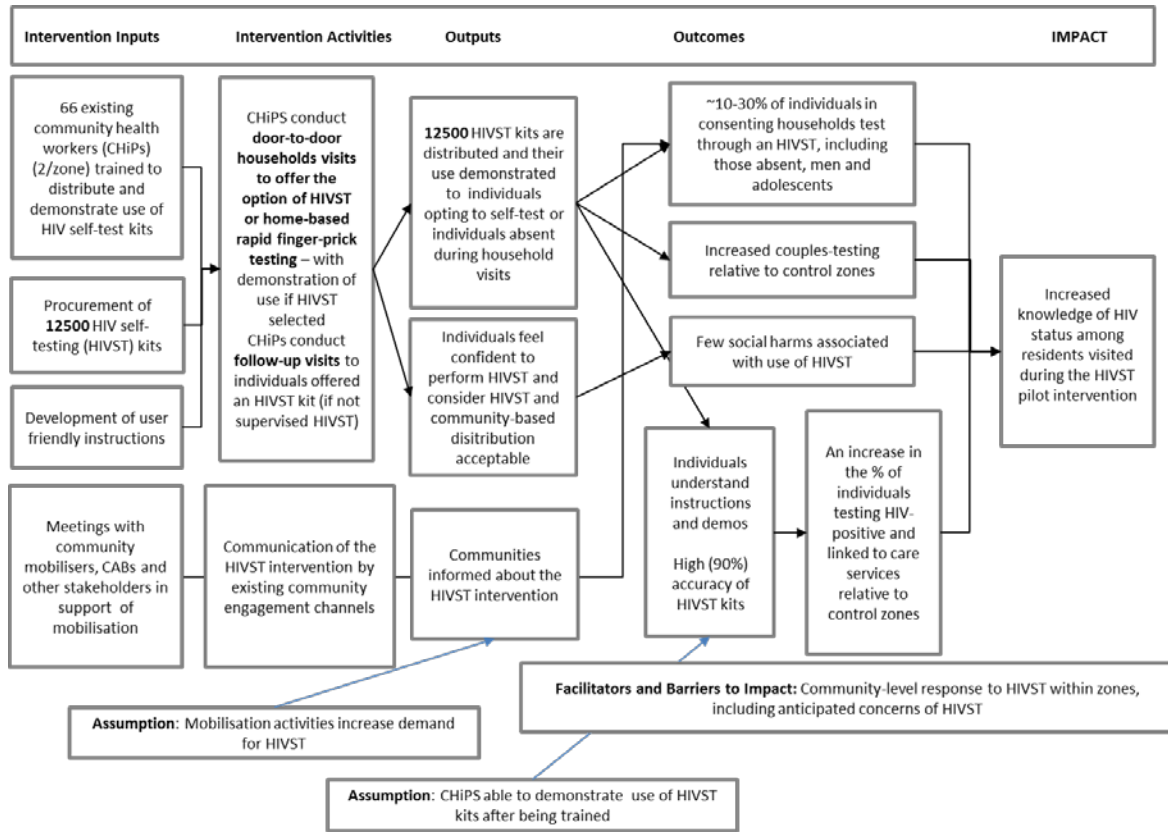 Intervention Inputs
Intervention Activities
Outputs
Outcomes
IMPACT
66 existing
community health
workers (CHiPs)
(2/zone) trained to
distribute and
demonstrate use of
HIV self-test kits
Procurement of
12500 HIV self-
testing (HIVST) kits
Development of user
friendly instructions
Meetings with
community
mobilisers, CABs and
other stakeholders in
support of
mobilisation
CHiPS conduct
door-to-door
households visits
to offer the
option of HIVST
or home-based
rapid finger-prick
testing – with
demonstration of
use if HIVST
selected
CHiPs conduct
follow-up visits to
individuals offered
an HIVST kit (if not
supervised HIVST)
Communication of the
HIVST intervention by
existing community
engagement channels
12500 HIVST kits are
distributed and their
use demonstrated
to individuals
opting to self-test or
individuals absent
during household
visits
Individuals feel
confident to
perform HIVST and
consider HIVST and
community-based
disitribution
acceptable
Communities
informed about the
HIVST intervention
~10-30% of individuals in
consenting households test
through an HIVST, including
those absent, men and
adolescents
Increased couples-testing
relative to control zones
Few social harms associated
with use of HIVST
Individuals
understand
instructions
and demos
High (90%)
accuracy of
HIVST kits
An increase in
the % of
individuals
testing HIV-
positive and
linked to care
services
relative to
control zones
Increased
knowledge of HIV
status among
residents visited
during the HIVST
pilot intervention
Facilitators and Barriers to Impact: Community-level response to HIVST within zones,
including anticipated concerns of HIVST
Assumption: Mobilisation activities increase demand
for HIVST
Assumption: CHiPS able to demonstrate use of HIVST
kits after being trained